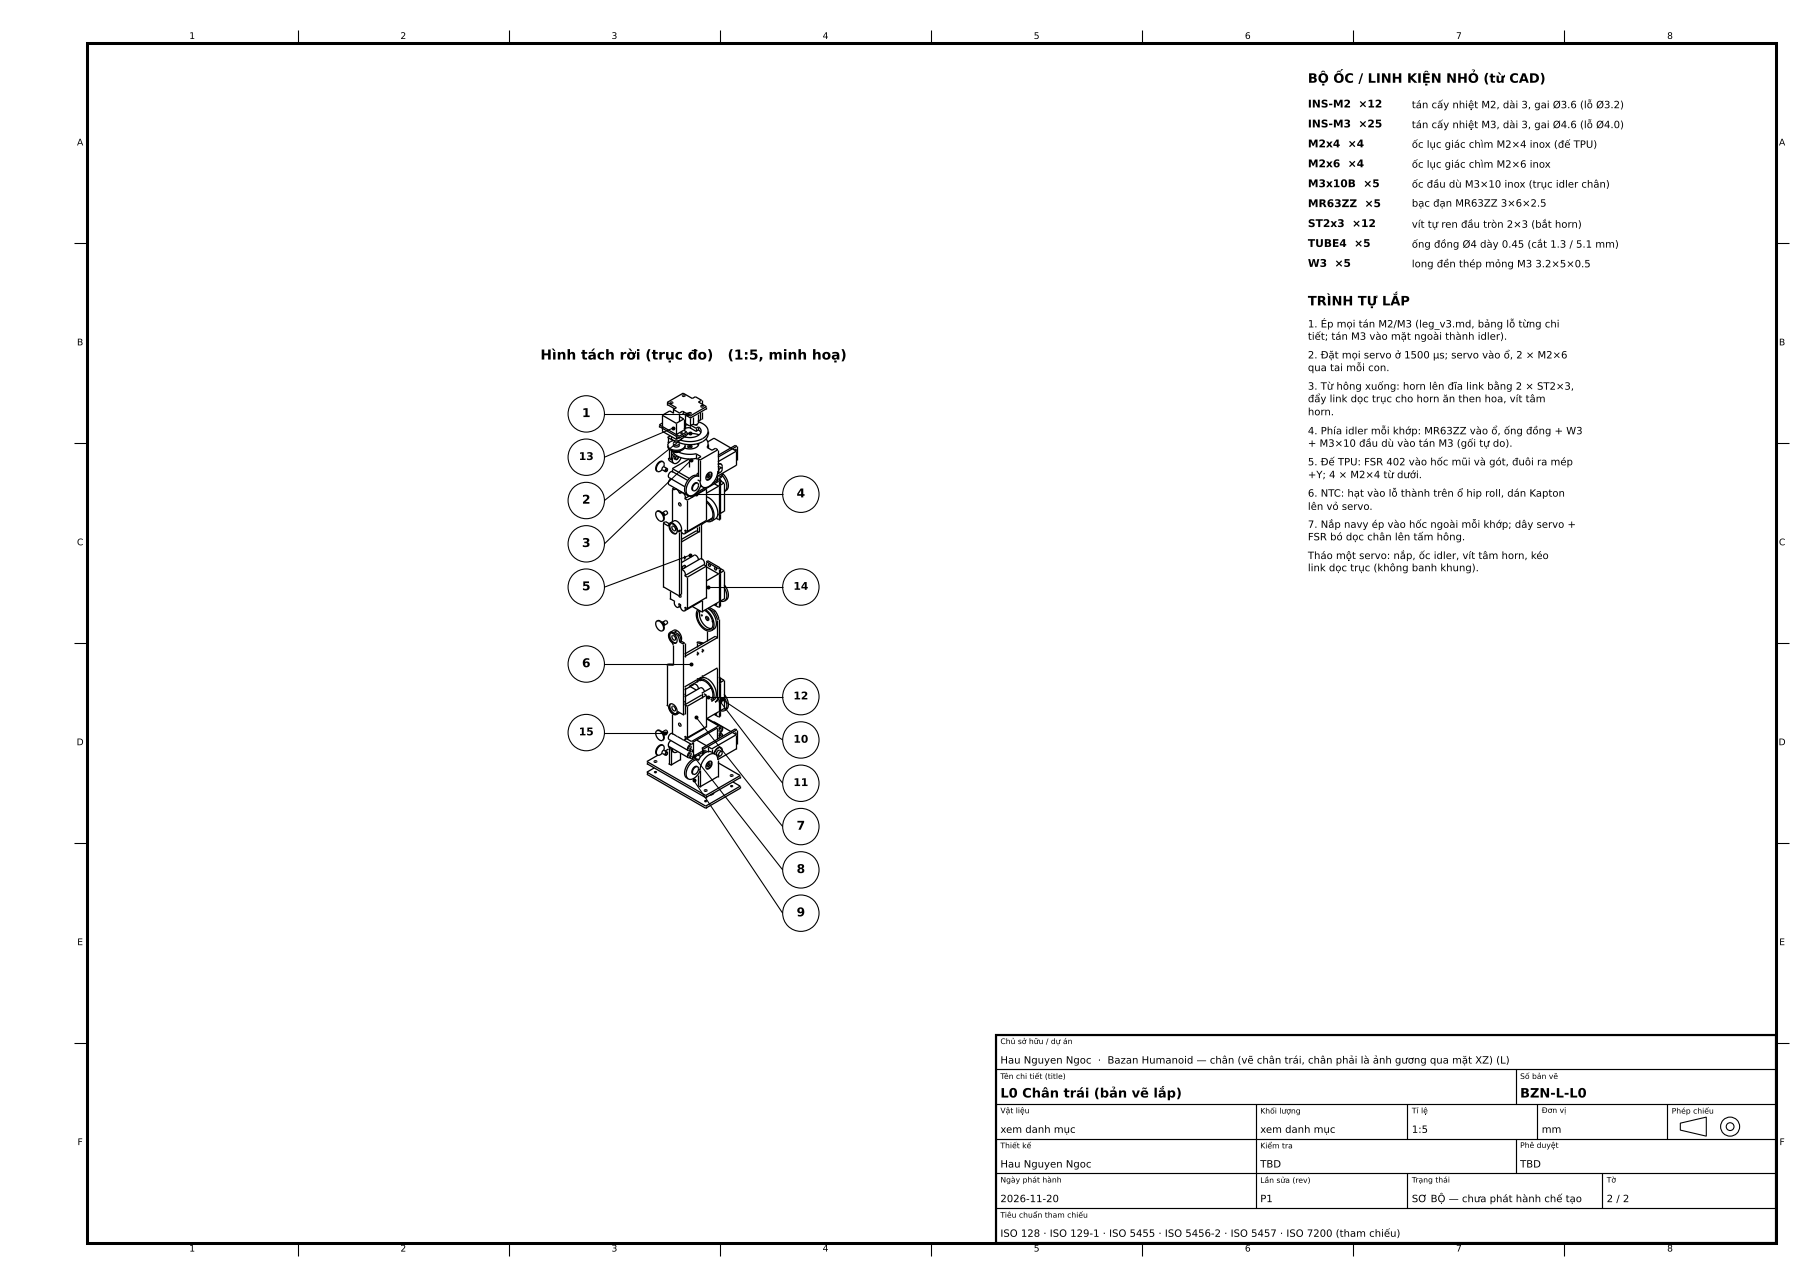 1 2 3 4 5 6 7 8
A
B
C
D
E
F
Hình tách rời (trục đo) (1:5, minh hoạ)
1
13
2
3
5
6
15
4
14
12
10
11
7
8
9
BỘ ỐC / LINH KIỆN NHỎ (từ CAD)
INS-M2 ×12 tán cấy nhiệt M2, dài 3, gai Ø3.6 (lỗ Ø3.2)
INS-M3 ×25 tán cấy nhiệt M3, dài 3, gai Ø4.6 (lỗ Ø4.0)
M2x4 ×4 ốc lục giác chìm M2×4 inox (đế TPU)
M2x6 ×4 ốc lục giác chìm M2×6 inox
M3x10B ×5 ốc đầu dù M3×10 inox (trục idler chân)
MR63ZZ ×5 bạc đạn MR63ZZ 3×6×2.5
ST2x3 ×12 vít tự ren đầu tròn 2×3 (bắt horn)
TUBE4 ×5 ống đồng Ø4 dày 0.45 (cắt 1.3 / 5.1 mm)
W3 ×5 long đền thép mỏng M3 3.2×5×0.5
TRÌNH TỰ LẮP
1. Ép mọi tán M2/M3 (leg_v3.md, bảng lỗ từng chi
tiết; tán M3 vào mặt ngoài thành idler).
2. Đặt mọi servo ở 1500 µs; servo vào ổ, 2 × M2×6
qua tai mỗi con.
3. Từ hông xuống: horn lên đĩa link bằng 2 × ST2×3,
đẩy link dọc trục cho horn ăn then hoa, vít tâm
horn.
4. Phía idler mỗi khớp: MR63ZZ vào ổ, ống đồng + W3
+ M3×10 đầu dù vào tán M3 (gối tự do).
5. Đế TPU: FSR 402 vào hốc mũi và gót, đuôi ra mép
+Y; 4 × M2×4 từ dưới.
6. NTC: hạt vào lỗ thành trên ổ hip roll, dán Kapton
lên vỏ servo.
7. Nắp navy ép vào hốc ngoài mỗi khớp; dây servo +
FSR bó dọc chân lên tấm hông.
Tháo một servo: nắp, ốc idler, vít tâm horn, kéo
link dọc trục (không banh khung).
Chủ sở hữu / dự án
Hau Nguyen Ngoc · Bazan Humanoid — chân (vẽ chân trái, chân phải là ảnh gương qua mặt XZ) (L)
Tên chi tiết (title) Số bản vẽ
L0 Chân trái (bản vẽ lắp) BZN-L-L0
Vật liệu Khối lượng Tỉ lệ Đơn vị Phép chiếu
xem danh mục xem danh mục 1:5 mm
Thiết kế Kiểm tra Phê duyệt
Hau Nguyen Ngoc TBD TBD
Ngày phát hành Lần sửa (rev) Trạng thái Tờ
2026-11-20 P1 SƠ BỘ — chưa phát hành chế tạo 2 / 2
Tiêu chuẩn tham chiếu
ISO 128 · ISO 129-1 · ISO 5455 · ISO 5456-2 · ISO 5457 · ISO 7200 (tham chiếu)
A
B
C
D
E
F
1 2 3 4 5 6 7 8